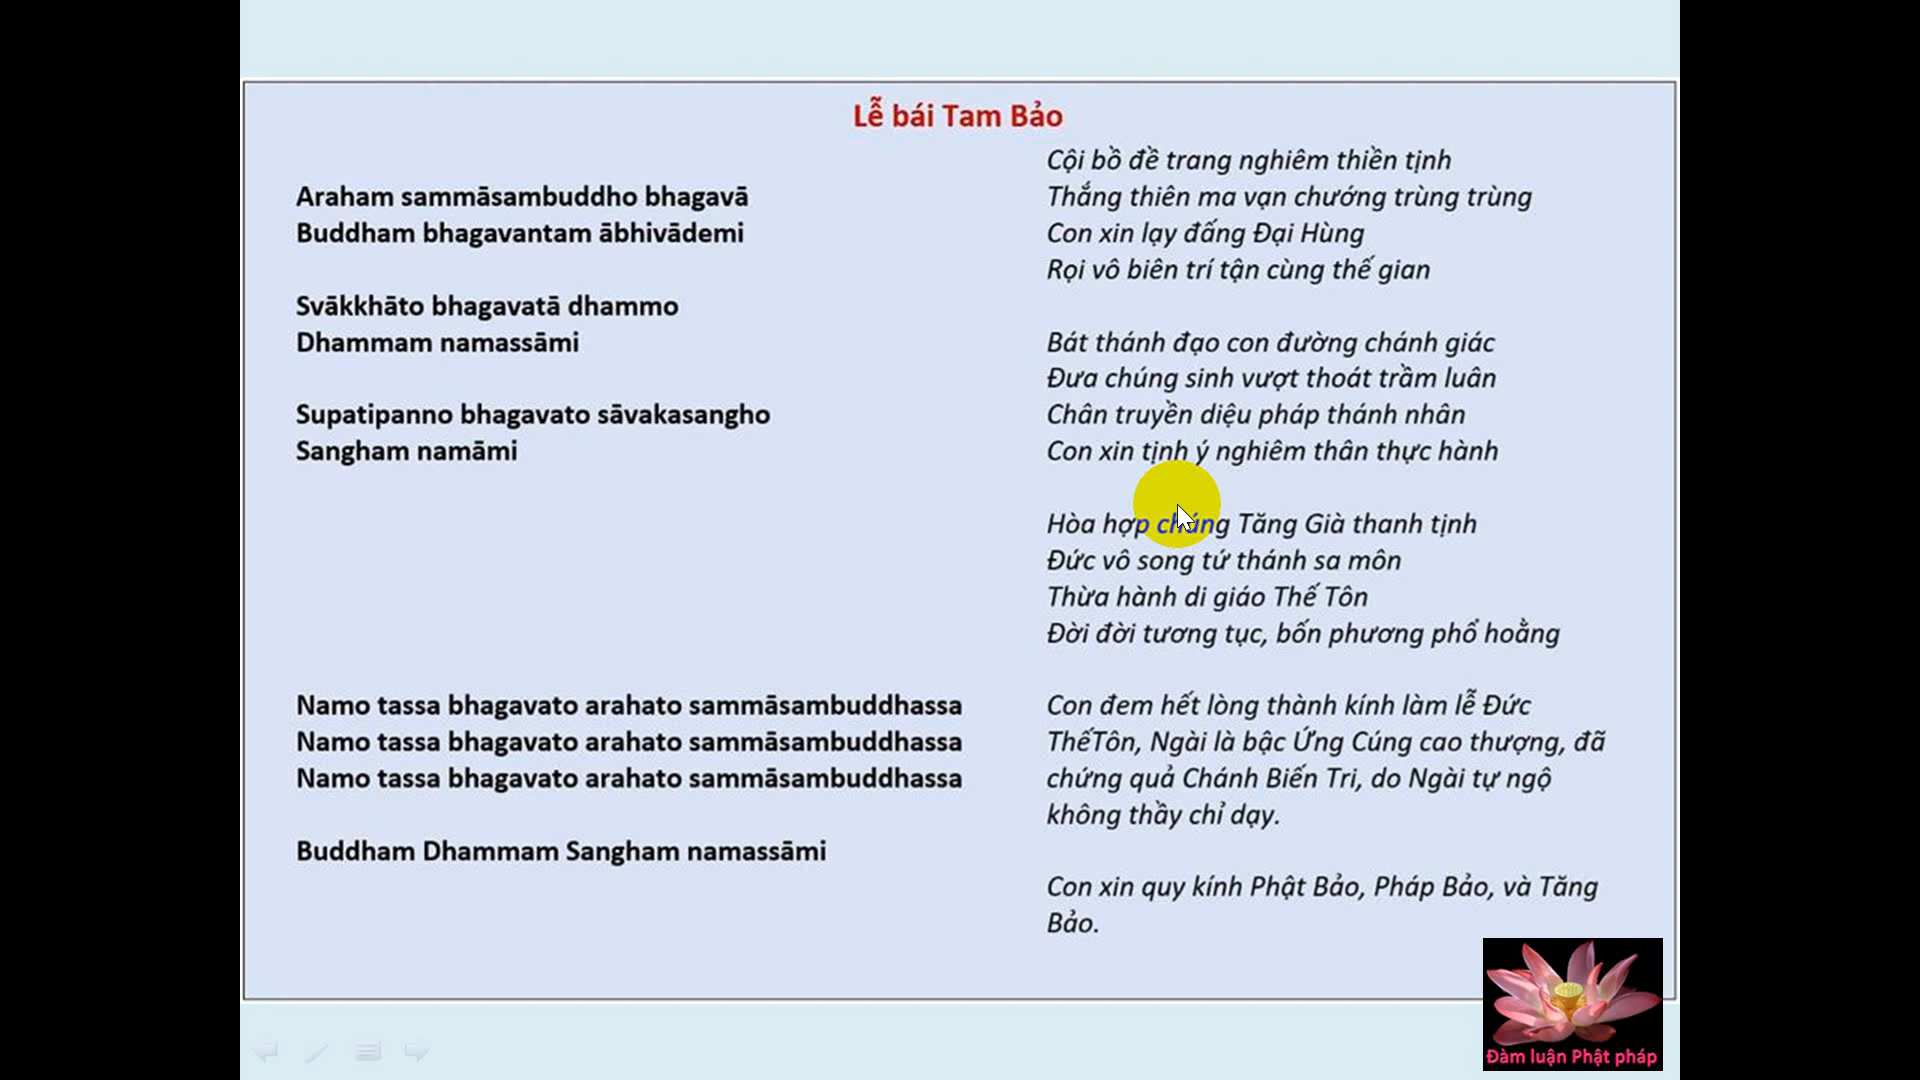 Lễ bái Tam Bảo
Araham sammāsambuddho bhagavā
Buddham bhagavantam ābhivādemi
Svākkhāto bhagavatā dhammo
Dhammam namassāmi
Supatipanno bhagavato sāvakasangho
Sangham namāmi
Namo tassa bhagavato arahato sammāsambuddhassa
Namo tassa bhagavato arahato sammāsambuddhassa
Namo tassa bhagavato arahato sammāsambuddhassa
Buddham Dhammam Sangham namassāmi
Cội bồ đề trang nghiêm thiền tịnh
Thắng thiên ma vạn chướng trùng trùng
Con xin lạy đấng Đại Hùng
Rọi vô biên trí tận cùng thế gian
Bát thánh đạo con đường chánh giác
Đưa chúng sinh vượt thoát trầm luân
Chân truyền diệu pháp thánh nhân
Con xin tịnh ý nghiêm thân thực hành
Hòa hợp chúng Tăng Già thanh tịnh
Đức vô song tứ thánh sa môn
Thừa hành di giáo Thế Tôn
Đời đời tương tục, bốn phương phổ hoằng
Con đem hết lòng thành kính làm lễ Đức
ThếTôn, Ngài là bậc Ứng Cúng cao thượng, đã
chứng quả Chánh Biến Tri, do Ngài tự ngộ
không thầy chỉ dạy.
Con xin quy kính Phật Bảo, Pháp Bảo, và Tăng
Bảo.
Đàm luận Phật pháp